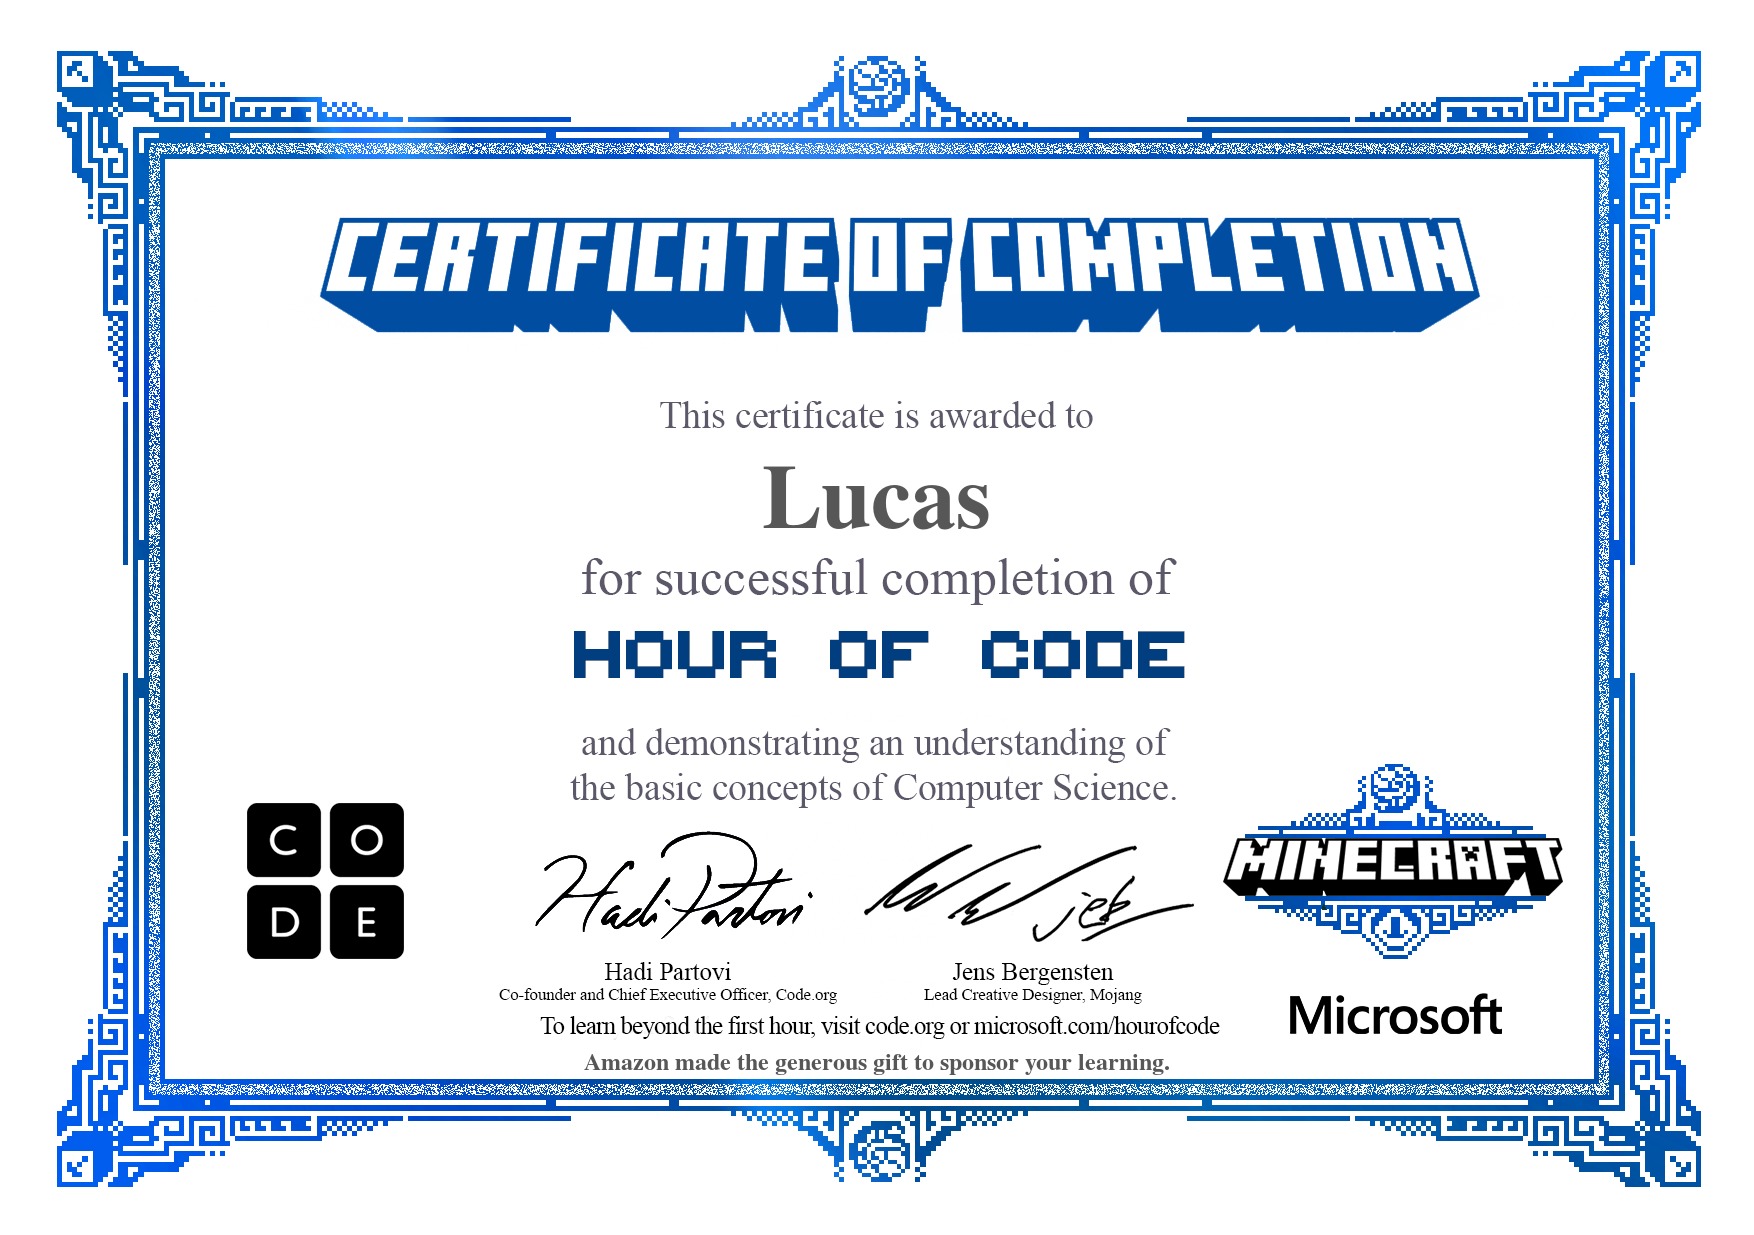 CERTIFICATE OF COMPLETION
This certificate is awarded to
Lucas
for successful completion of
HOUR OF CODE
and demonstrating an understanding of
the basic concepts of Computer Science.
C O
D E
Hadi Partovi
jeb
MINECRAFT
Hadi Partovi
Co-founder and Chief Executive Officer, Code.org
Jens Bergensten
Lead Creative Designer, Mojang
To learn beyond the first hour, visit code.org or microsoft.com/hourofcode
Microsoft
Amazon made the generous gift to sponsor your learning.